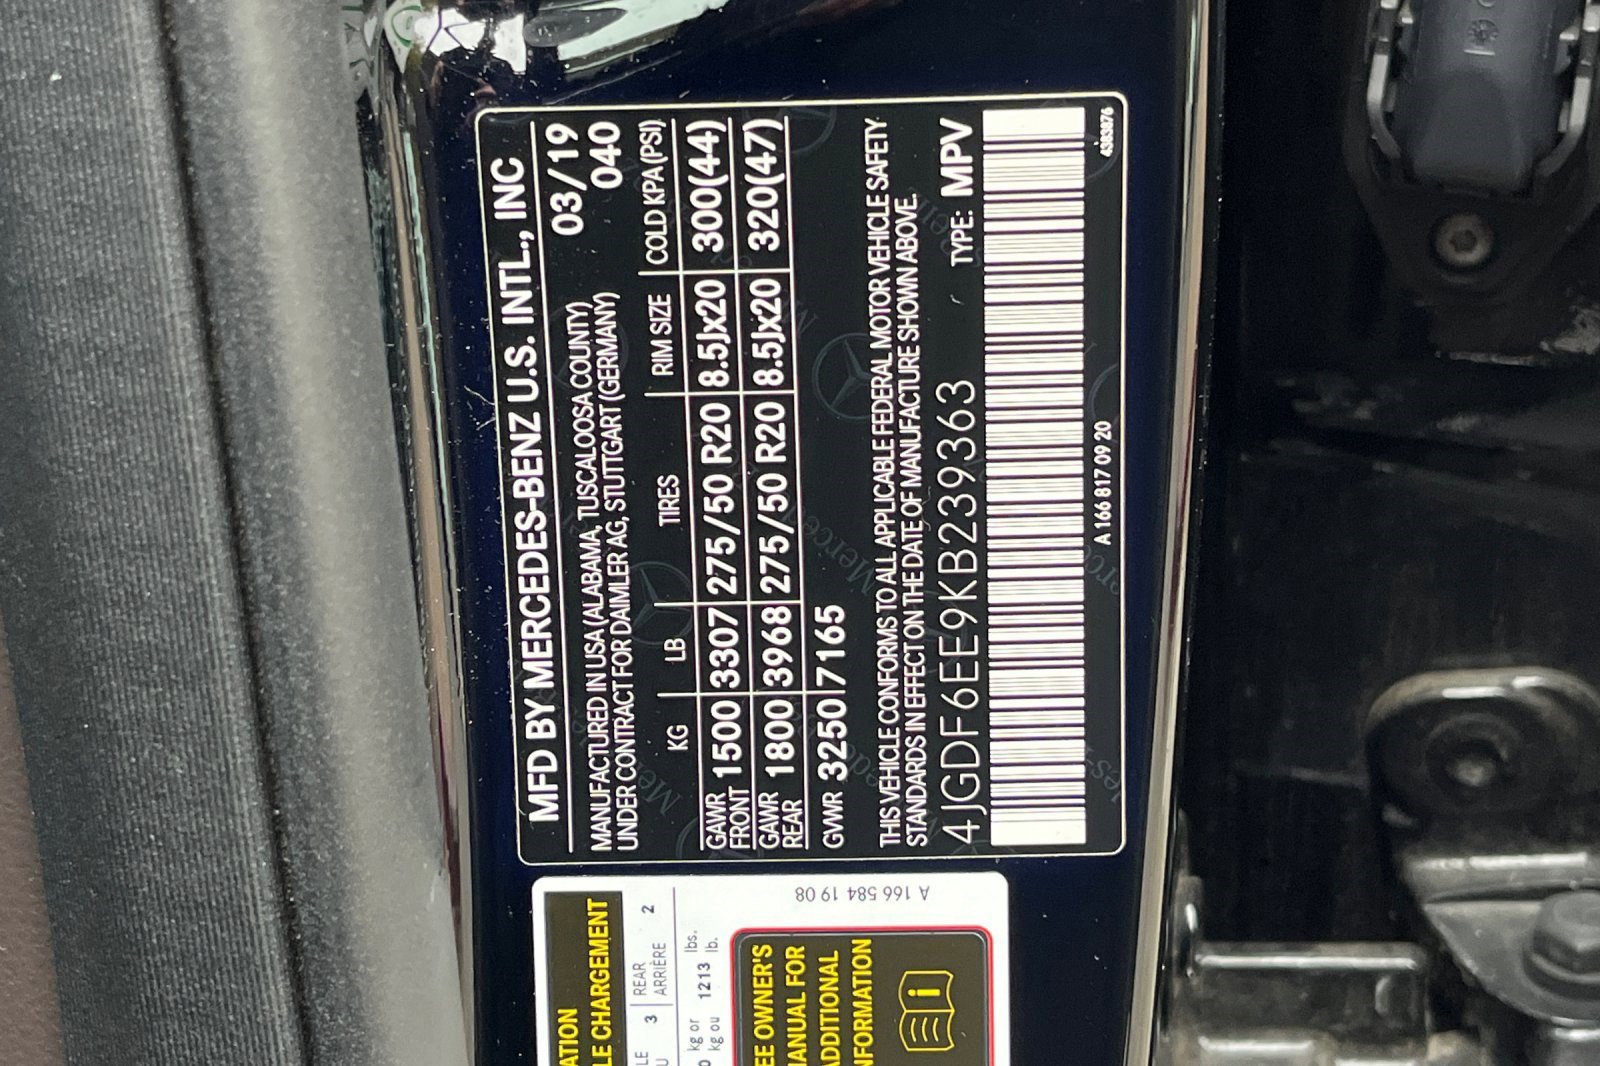 MFD BY MERCEDES-BENZ U.S. INTL., INC
03/19
040
MANUFACTURED IN USA (ALABAMA, TUSCALOOSA COUNTY)
UNDER CONTRACT FOR DAIMLER AG, STUTTGART (GERMANY)
KG LB TIRES RIM SIZE COLD KPA (PSI)
GAWR FRONT 1500 3307 275/50 R20 8.5Jx20 300(44)
GAWR REAR 1800 3968 275/50 R20 8.5Jx20 320(47)
GVWR 3250 7165
THIS VEHICLE CONFORMS TO ALL APPLICABLE FEDERAL MOTOR VEHICLE SAFETY
STANDARDS IN EFFECT ON THE DATE OF MANUFACTURE SHOWN ABOVE.
4JGDF6EE9KB239363 TYPE: MPV
A 166 817 09 20
4383876
ATION
LE CHARGEMENT
3 REAR 2
ARRIÈRE
kg or 1213 lbs.
kg ou lb.
EE OWNER'S
MANUAL FOR
ADDITIONAL
NFORMATION
A 166 584 19 08